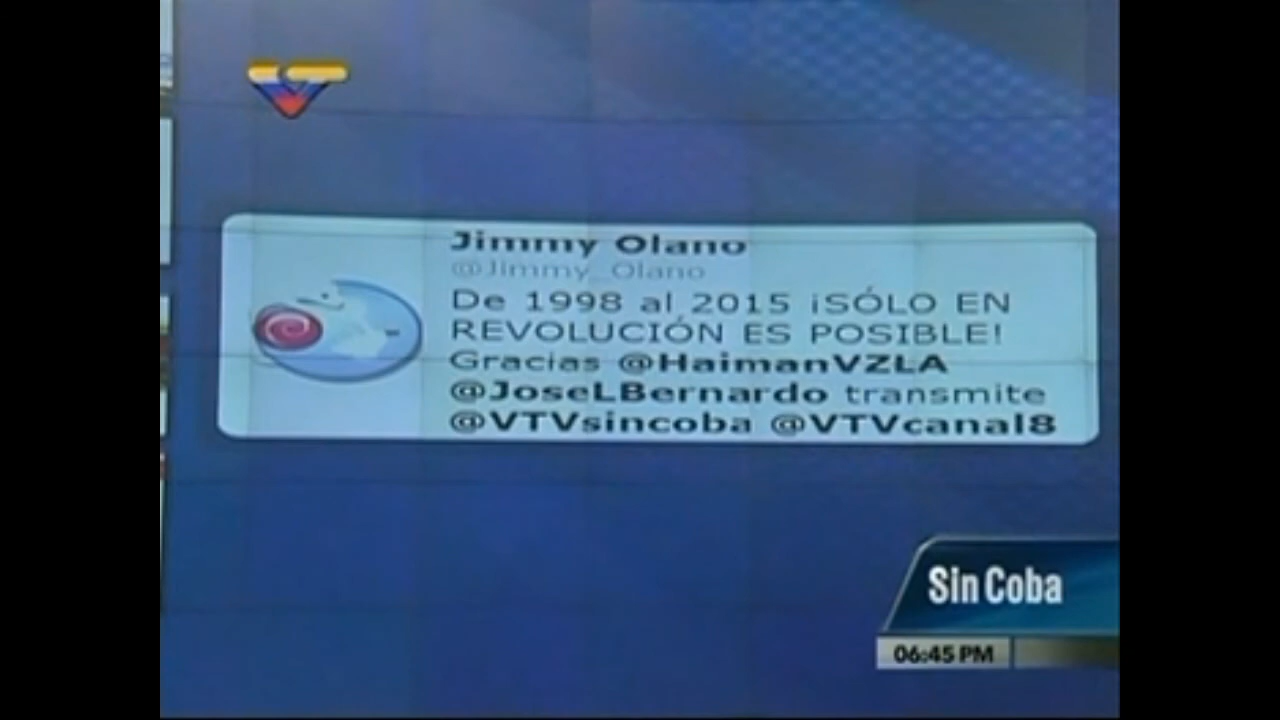 Jimmy Olano
@Jimmy_Olano
De 1998 al 2015 ¡SÓLO EN
REVOLUCIÓN ES POSIBLE!
Gracias @HaimanVZLA
@JoseLBernardo transmite
@VTVsincoba @VTVcanal8
Sin Coba
06:45 PM